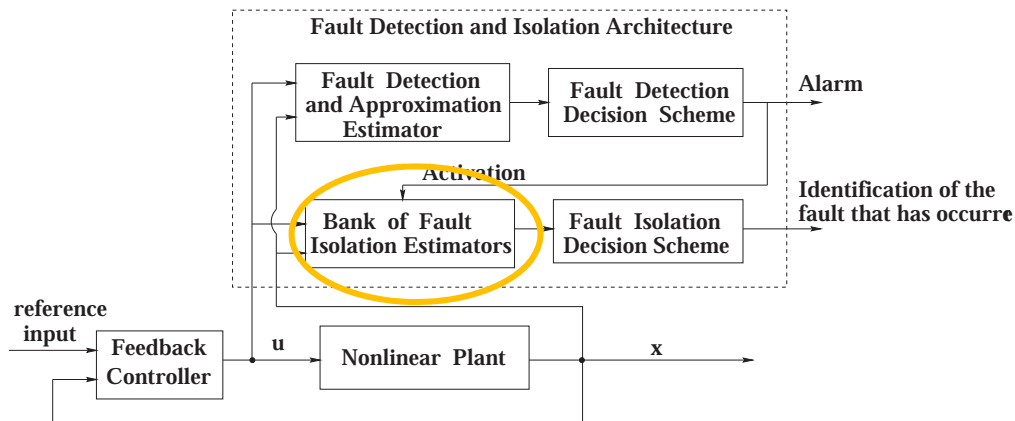 Fault Detection and Isolation Architecture
Fault Detection
and Approximation
Estimator
Fault Detection
Decision Scheme
Alarm
Activation
Bank of Fault
Isolation Estimators
Fault Isolation
Decision Scheme
Identification of the
fault that has occurre
reference
input
Feedback
Controller
u
Nonlinear Plant
x